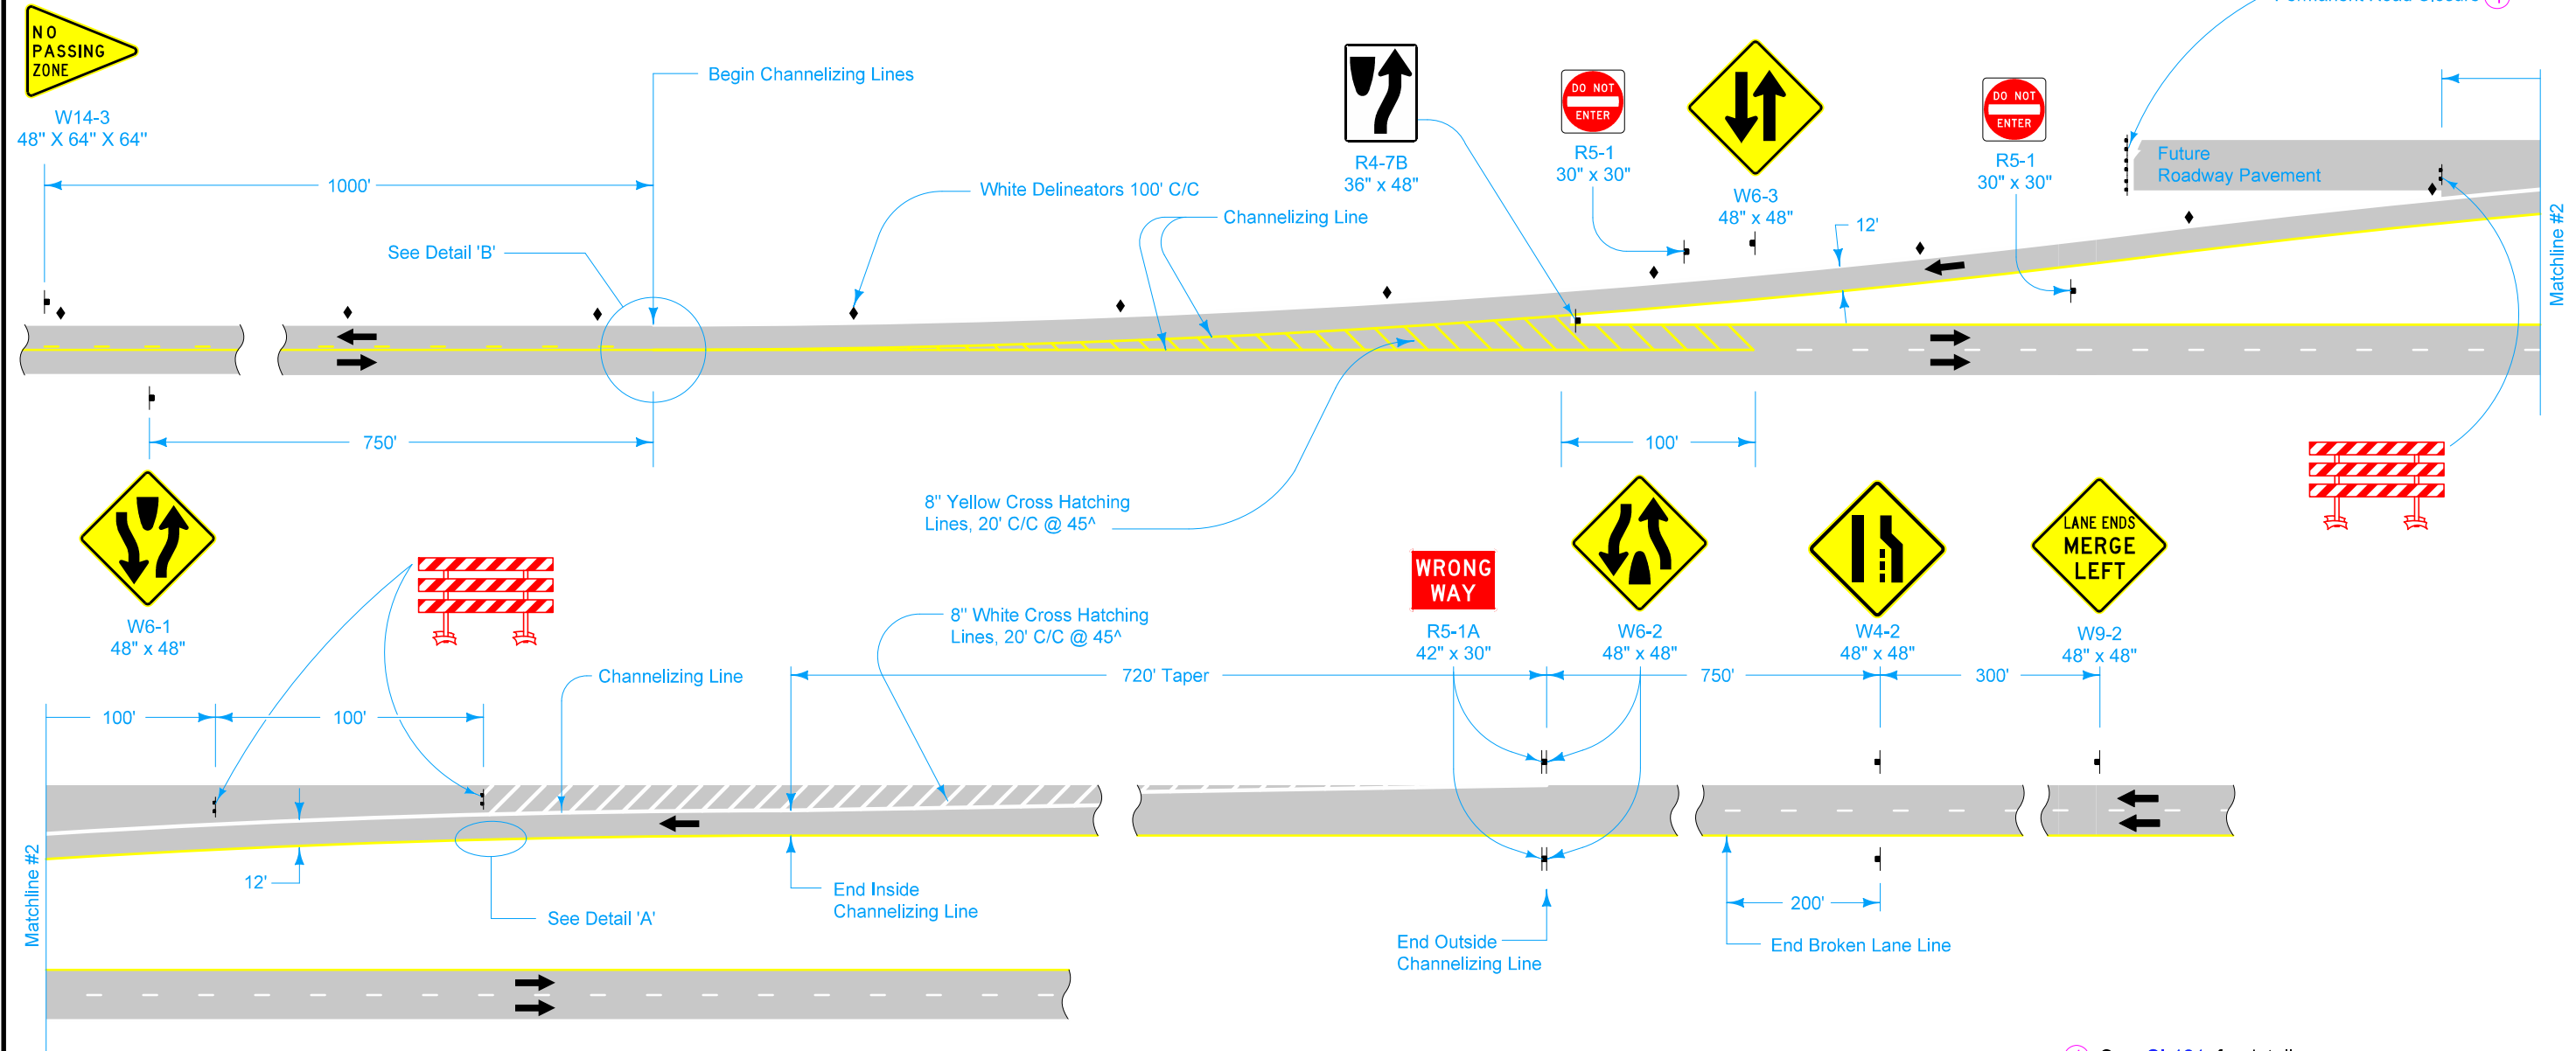 Permanent Road Closure 1
NO
PASSING
ZONE
W14-3
48" X 64" X 64"
Begin Channelizing Lines
1000'
See Detail 'B'
White Delineators 100' C/C
Channelizing Line
R4-7B
36" x 48"
DO NOT
ENTER
R5-1
30" x 30"
W6-3
48" x 48"
12'
DO NOT
ENTER
R5-1
30" x 30"
Future
Roadway Pavement
Matchline #2
750'
100'
8" Yellow Cross Hatching
Lines, 20' C/C @ 45^
W6-1
48" x 48"
8" White Cross Hatching
Lines, 20' C/C @ 45^
WRONG
WAY
R5-1A
42" x 30"
W6-2
48" x 48"
W4-2
48" x 48"
LANE ENDS
MERGE
LEFT
W9-2
48" x 48"
Channelizing Line
720' Taper
750'
300'
100'
100'
12'
See Detail 'A'
End Inside
Channelizing Line
End Outside
Channelizing Line
200'
End Broken Lane Line
Matchline #2